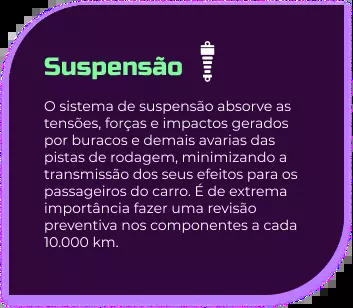 Suspensão
O sistema de suspensão absorve as
tensões, forças e impactos gerados
por buracos e demais avarias das
pistas de rodagem, minimizando a
transmissão dos seus efeitos para os
passageiros do carro. É de extrema
importância fazer uma revisão
preventiva nos componentes a cada
10.000 km.